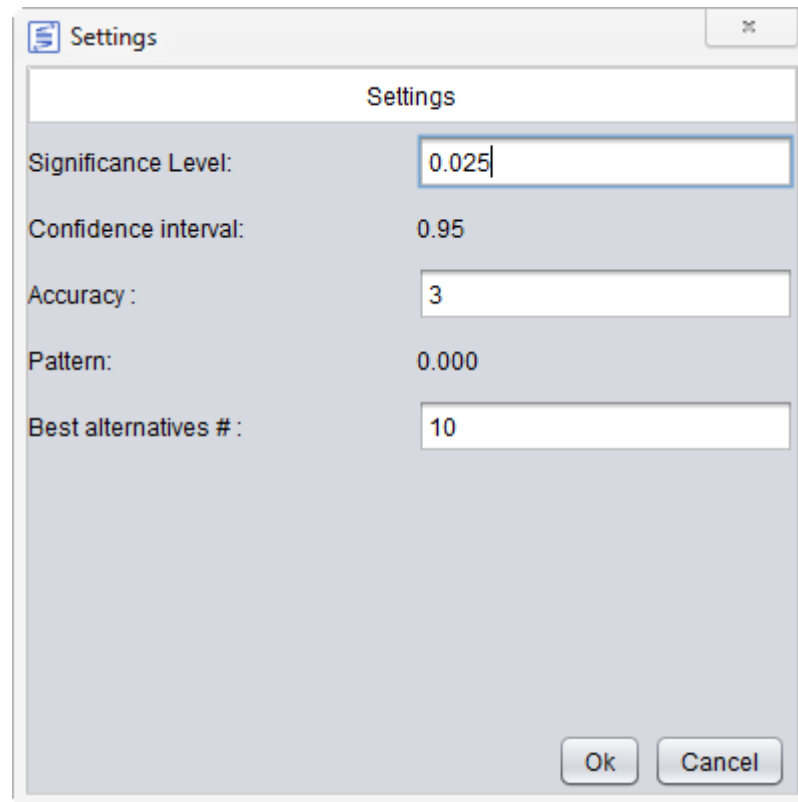 Settings
Settings
Significance Level: 0.025
Confidence interval: 0.95
Accuracy : 3
Pattern: 0.000
Best alternatives # : 10
Ok Cancel